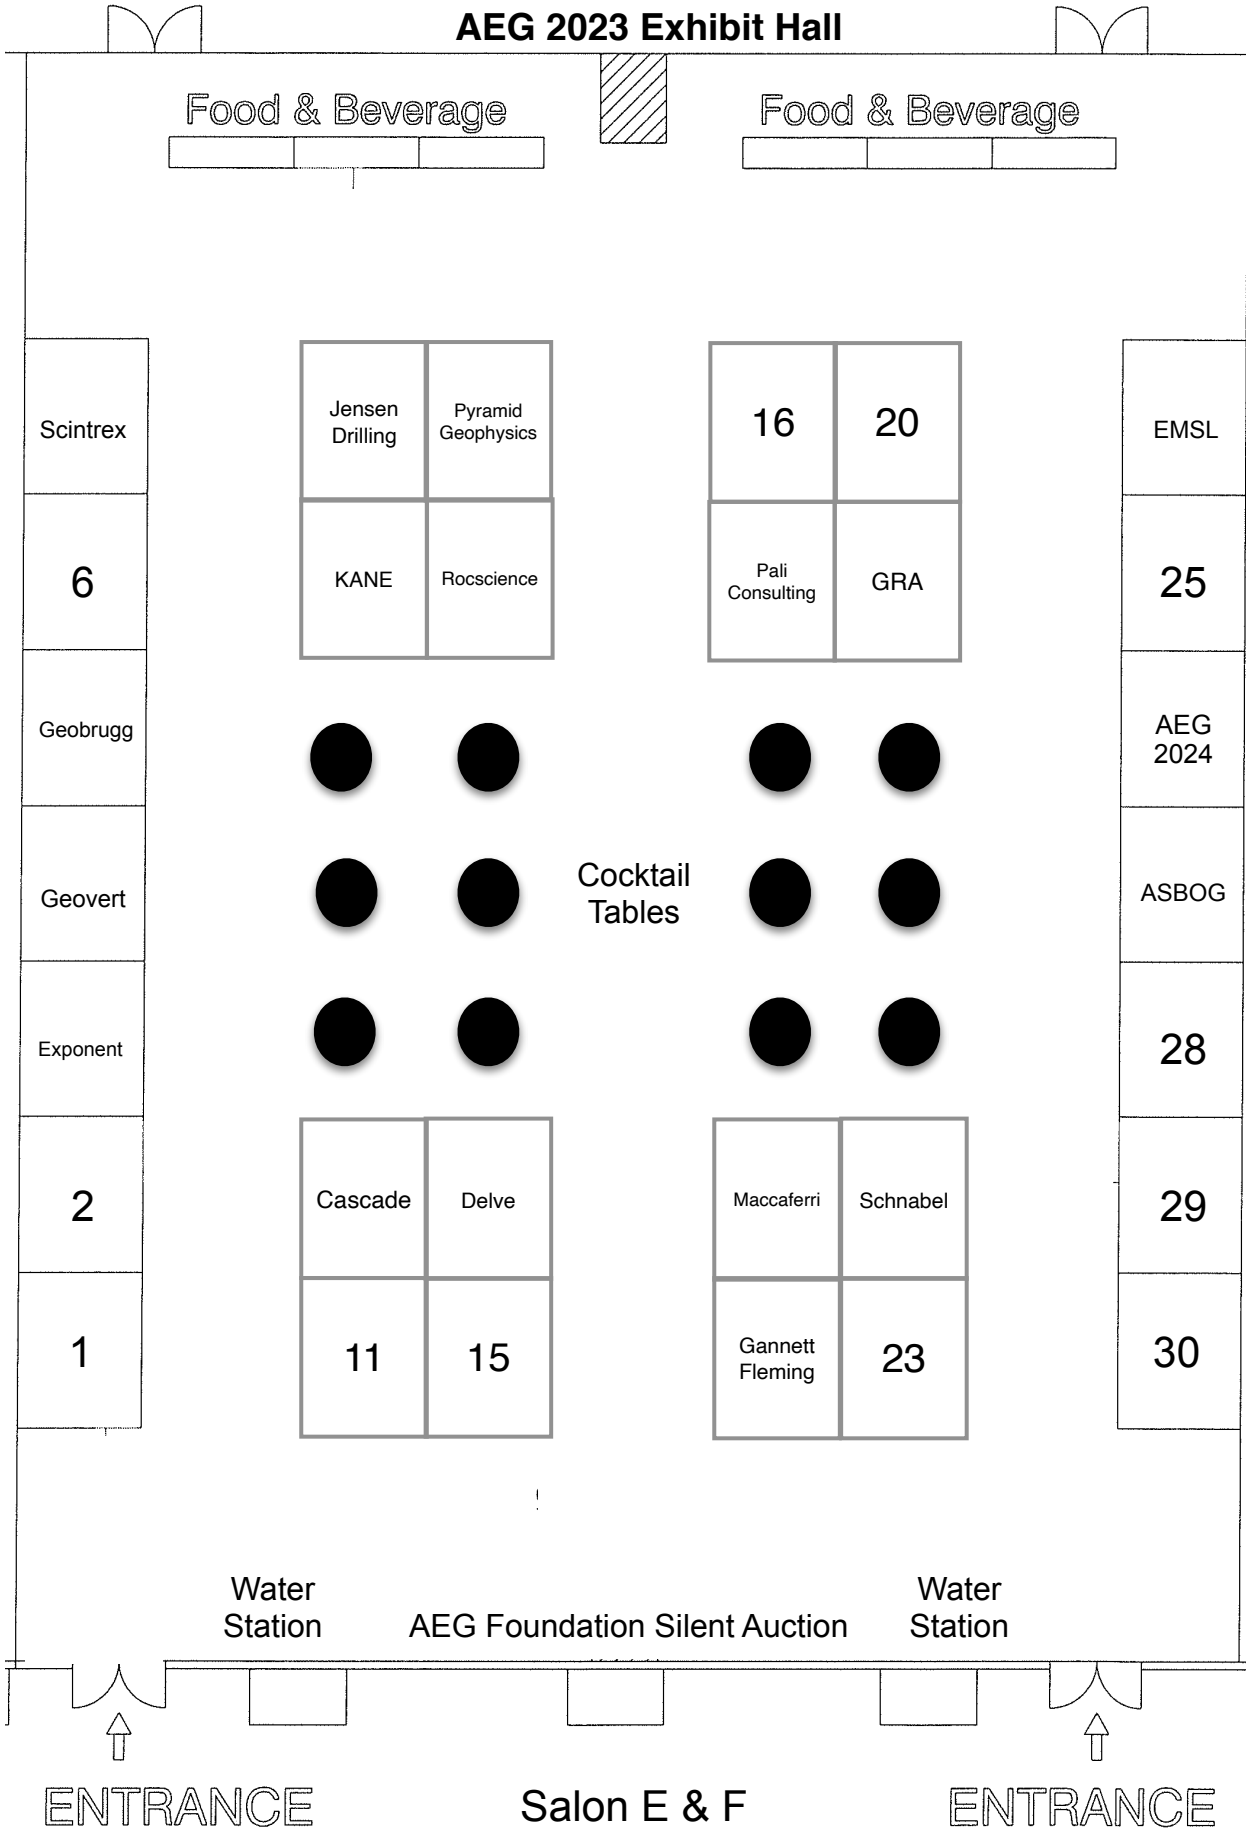 AEG 2023 Exhibit Hall
Food & Beverage
Food & Beverage
Scintrex
Jensen
Drilling
Pyramid
Geophysics
16
20
EMSL
6
KANE
Rocscience
Pali
Consulting
GRA
25
Geobrugg
AEG
2024
Geovert
Cocktail
Tables
ASBOG
Exponent
28
2
Cascade
Delve
Maccaferri
Schnabel
29
1
11
15
Gannett
Fleming
23
30
Water
Station
AEG Foundation Silent Auction
Water
Station
ENTRANCE
Salon E & F
ENTRANCE